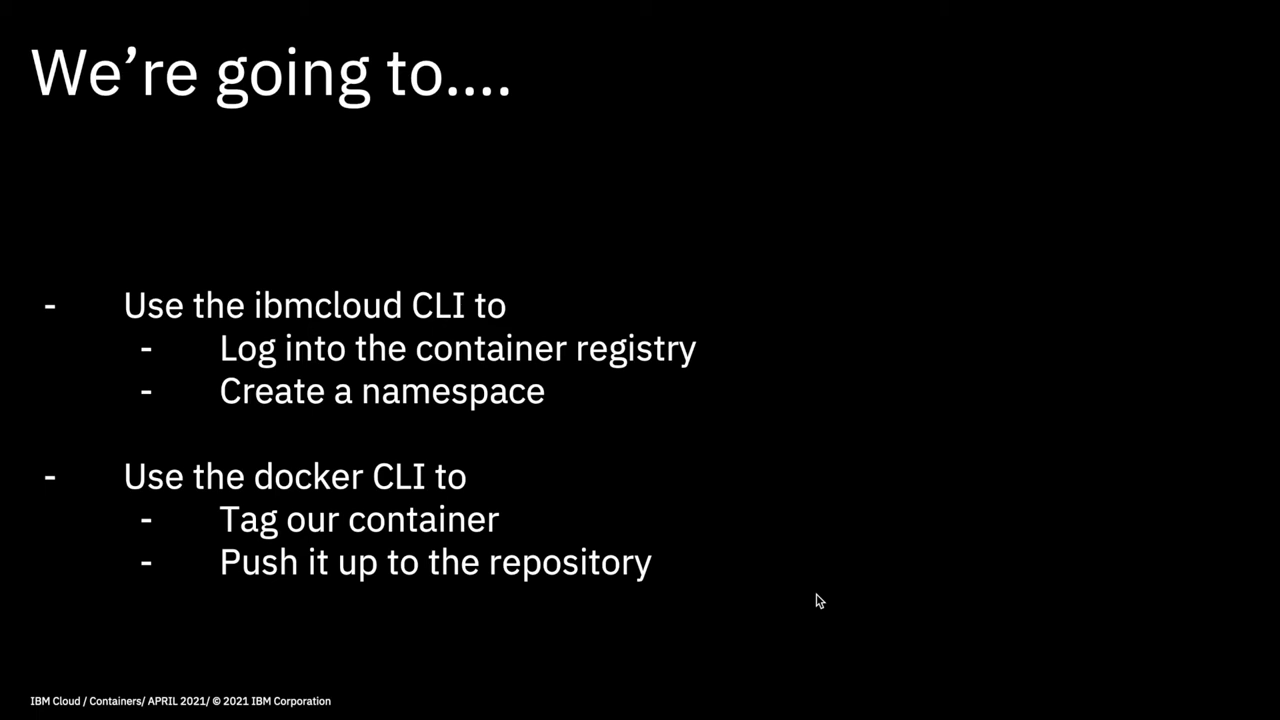 We’re going to....
- Use the ibmcloud CLI to
- Log into the container registry
- Create a namespace
- Use the docker CLI to
- Tag our container
- Push it up to the repository
IBM Cloud / Containers/ APRIL 2021/ © 2021 IBM Corporation